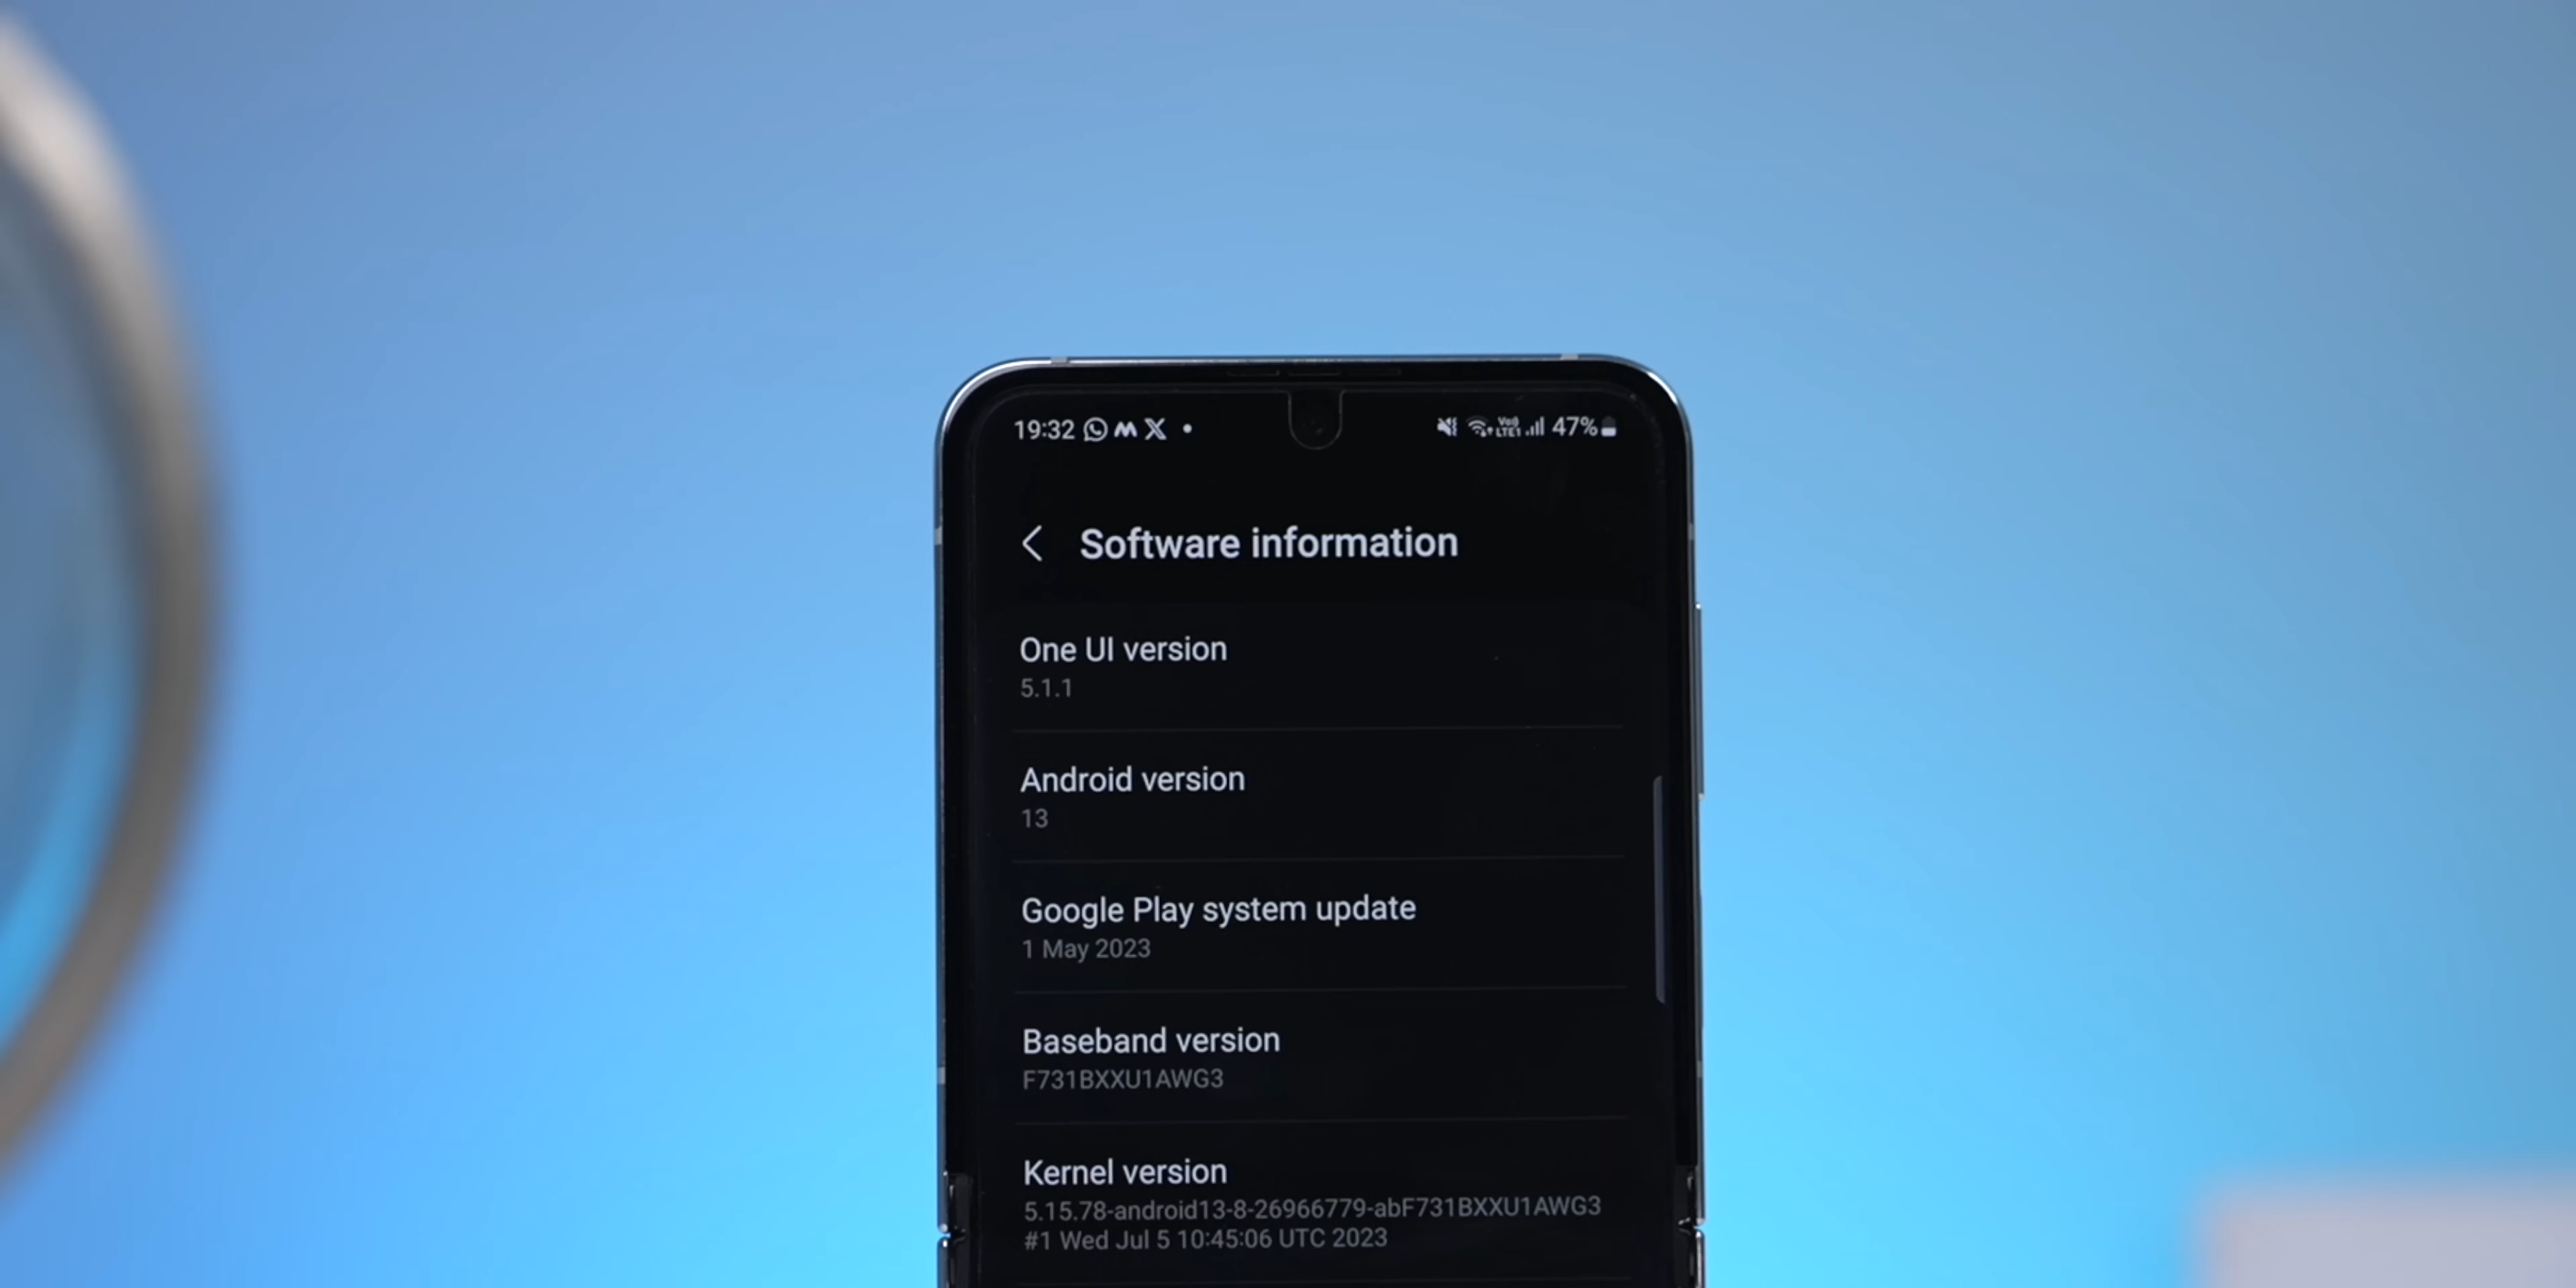 19:32
VoD LTE1 47%
Software information
One UI version
5.1.1
Android version
13
Google Play system update
1 May 2023
Baseband version
F731BXXU1AWG3
Kernel version
5.15.78-android13-8-26966779-abF731BXXU1AWG3
#1 Wed Jul 5 10:45:06 UTC 2023